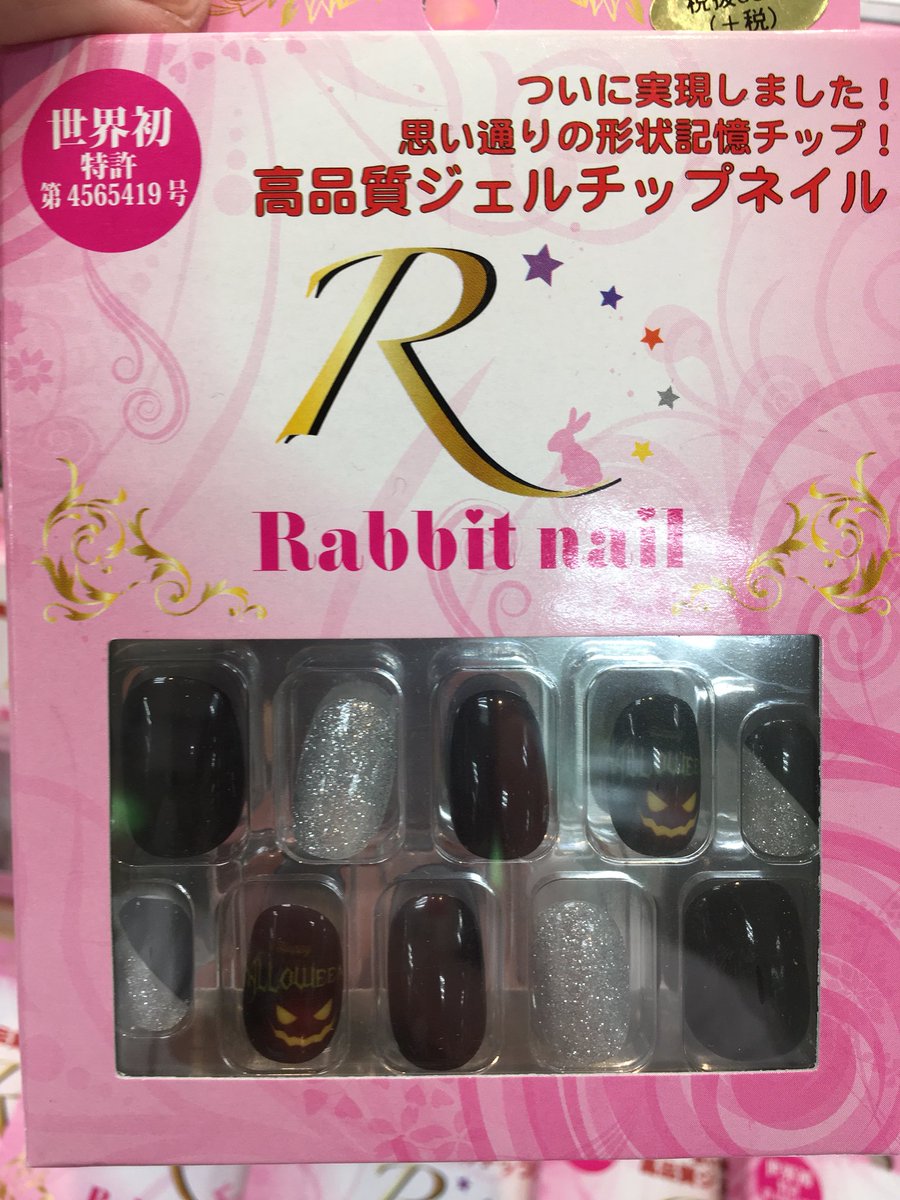 (+税)
ついに実現しました!
思い通りの形状記憶チップ!
高品質ジェルチップネイル
世界初
特許
第4565419号
R
Rabbit nail
HALLOWEEN